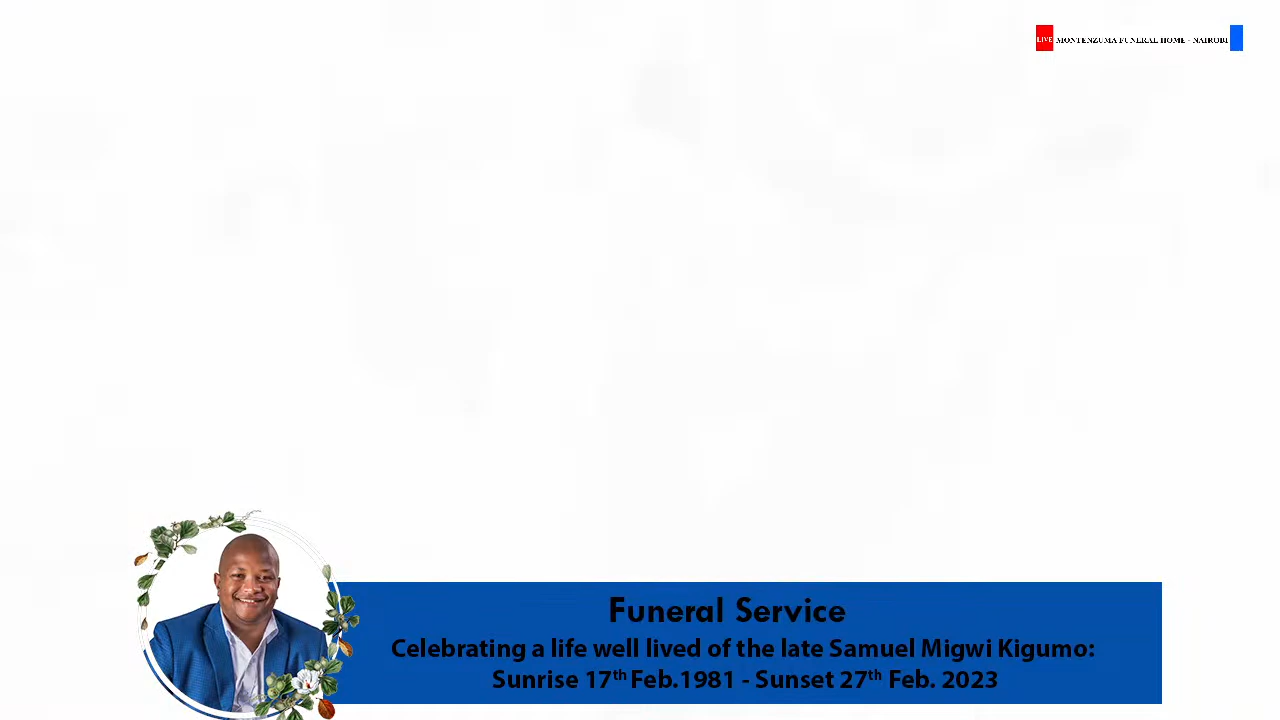 LIVE MONTENZUMA FUNERAL HOME - NAIROBI
Funeral Service
Celebrating a life well lived of the late Samuel Migwi Kigumo:
Sunrise 17th Feb.1981 - Sunset 27th Feb. 2023